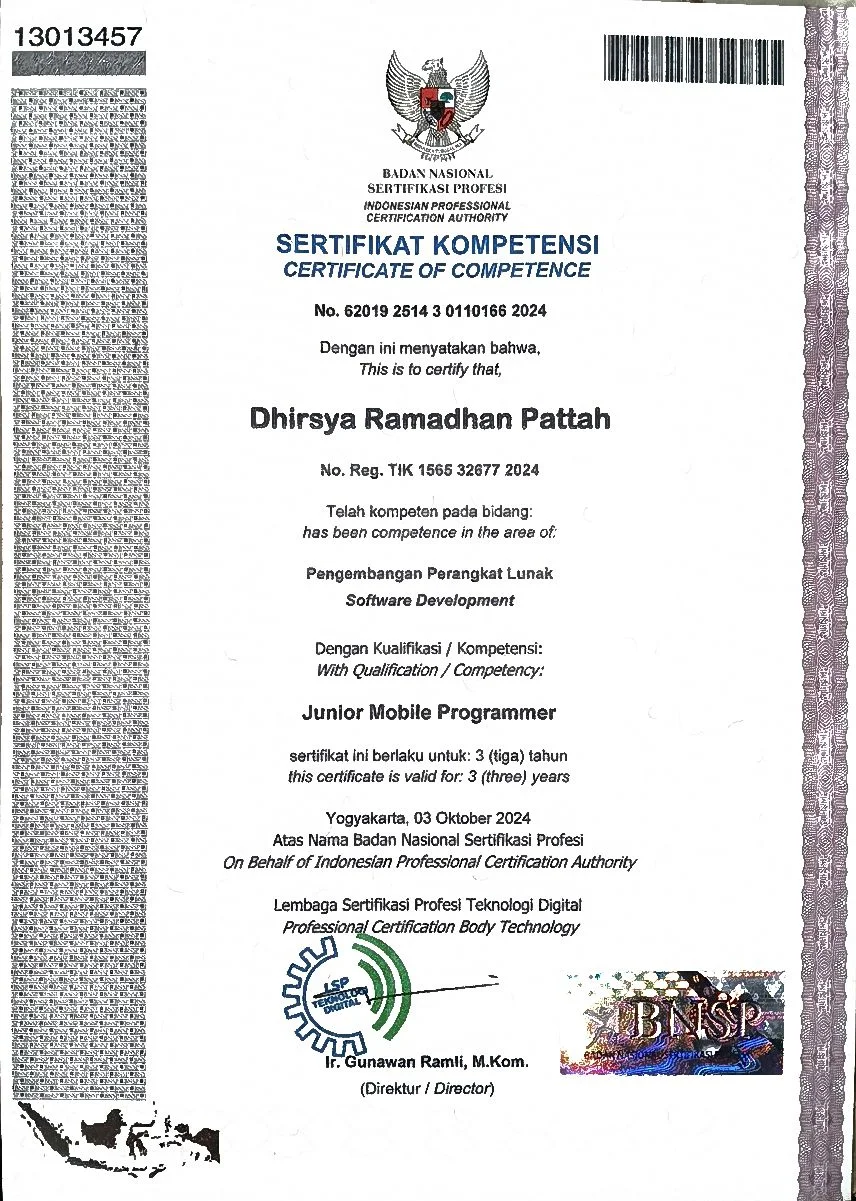 13013457
BADAN NASIONAL
SERTIFIKASI PROFESI
INDONESIAN PROFESSIONAL
CERTIFICATION AUTHORITY
SERTIFIKAT KOMPETENSI
CERTIFICATE OF COMPETENCE
No. 62019 2514 3 0110166 2024
Dengan ini menyatakan bahwa,
This is to certify that,
Dhirsya Ramadhan Pattah
No. Reg. TIK 1565 32677 2024
Telah kompeten pada bidang:
has been competence in the area of:
Pengembangan Perangkat Lunak
Software Development
Dengan Kualifikasi / Kompetensi:
With Qualification / Competency:
Junior Mobile Programmer
sertifikat ini berlaku untuk: 3 (tiga) tahun
this certificate is valid for: 3 (three) years
Yogyakarta, 03 Oktober 2024
Atas Nama Badan Nasional Sertifikasi Profesi
On Behalf of Indonesian Professional Certification Authority
Lembaga Sertifikasi Profesi Teknologi Digital
Professional Certification Body Technology
LSP
TEKNOLOGI
DIGITAL
BNSP
Ir. Gunawan Ramli, M.Kom.
(Direktur / Director)